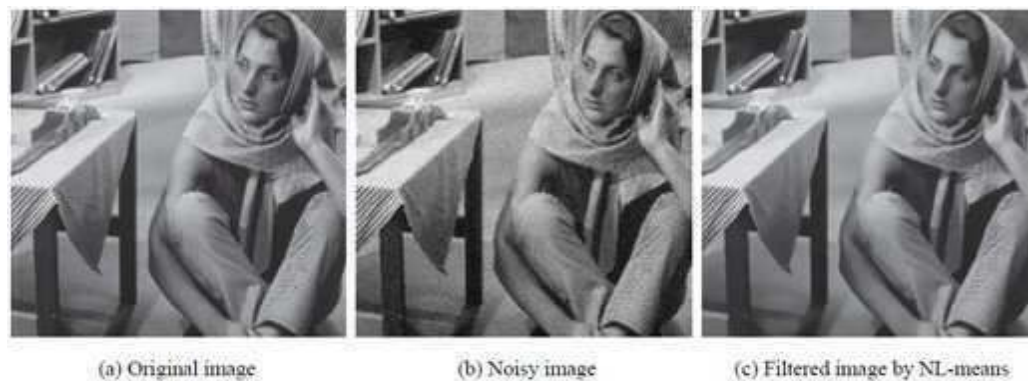 (a) Original image
(b) Noisy image
(c) Filtered image by NL-means